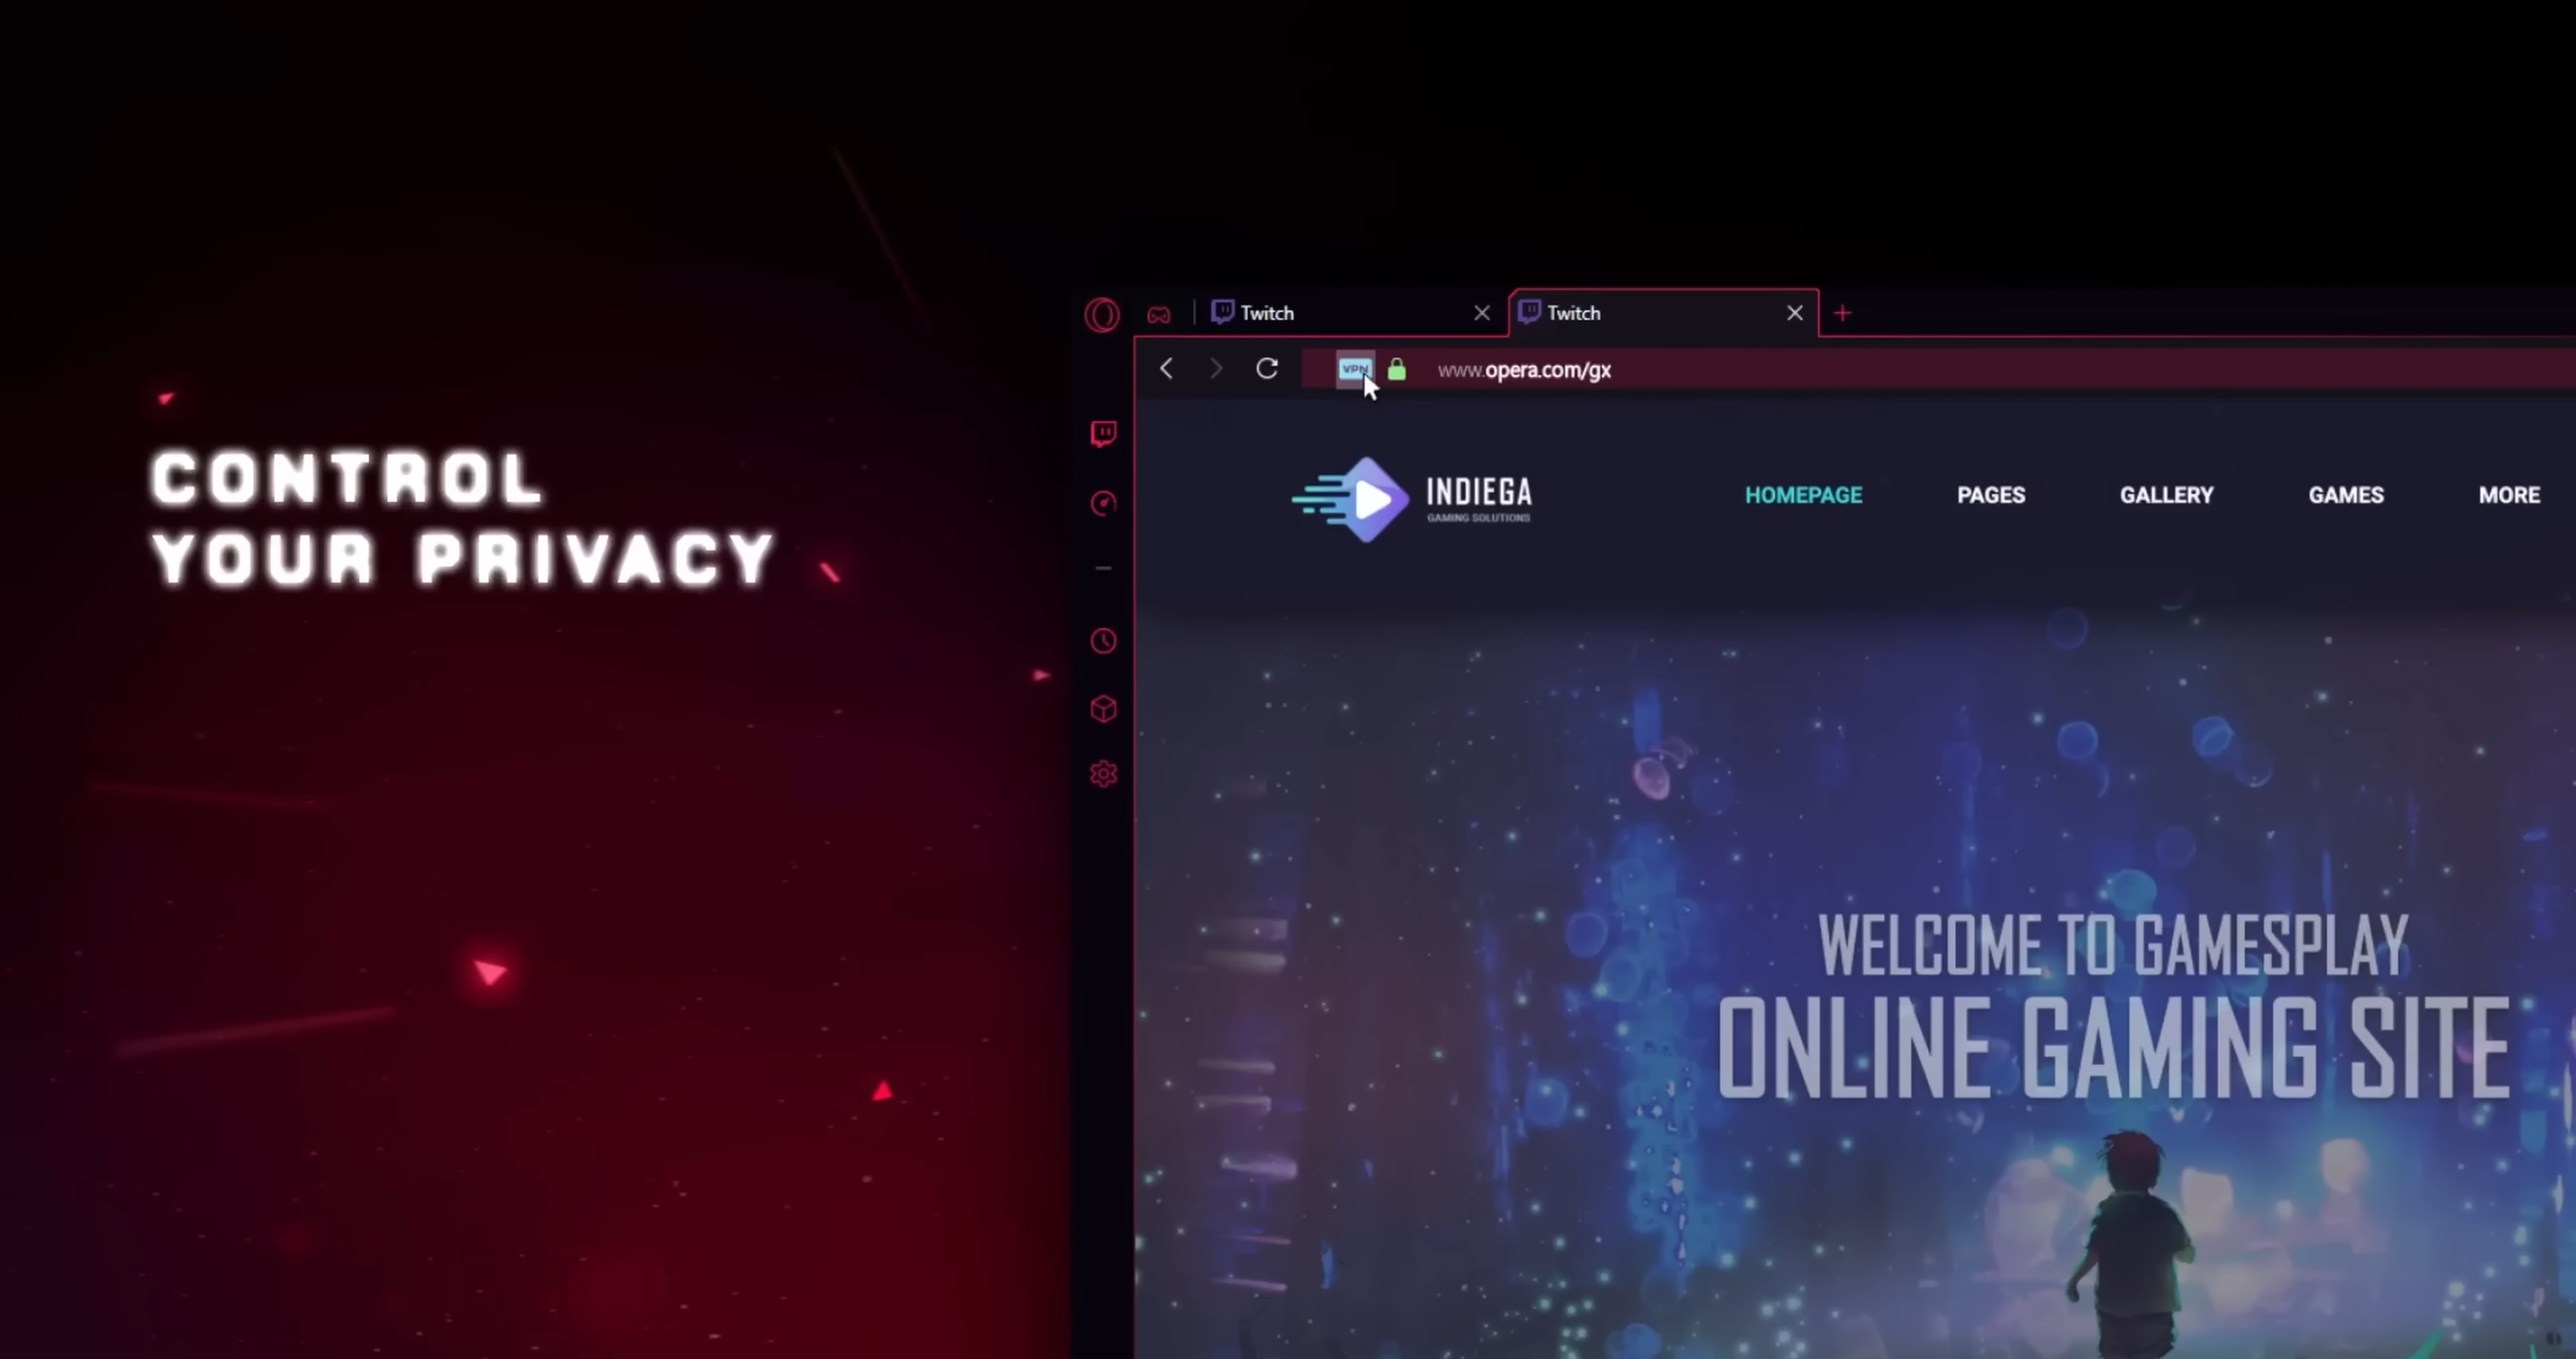 CONTROL
YOUR PRIVACY
Twitch
Twitch
VPN
www.opera.com/gx
INDIEGA
GAMING SOLUTIONS
HOMEPAGE PAGES GALLERY GAMES MORE
WELCOME TO GAMESPLAY
ONLINE GAMING SITE